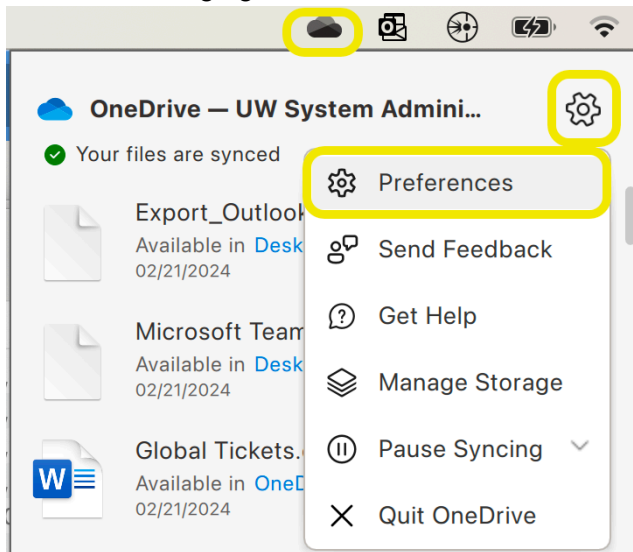 OneDrive — UW System Admini...
Your files are synced
Preferences
Export_Outlook
Available in Desk
02/21/2024
Send Feedback
Get Help
Microsoft Team
Available in Desk
02/21/2024
Manage Storage
Global Tickets.
Available in OneD
02/21/2024
Pause Syncing
Quit OneDrive
W